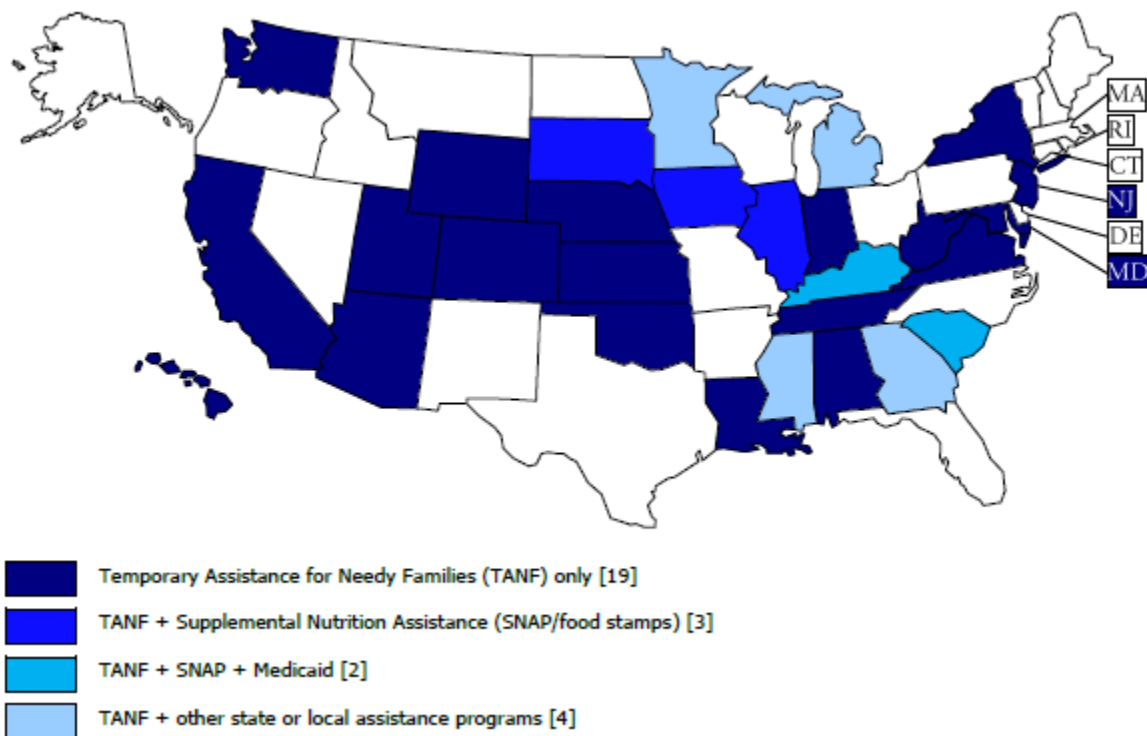 MA
RI
CT
NJ
DE
MD
Temporary Assistance for Needy Families (TANF) only [19]
TANF + Supplemental Nutrition Assistance (SNAP/food stamps) [3]
TANF + SNAP + Medicaid [2]
TANF + other state or local assistance programs [4]